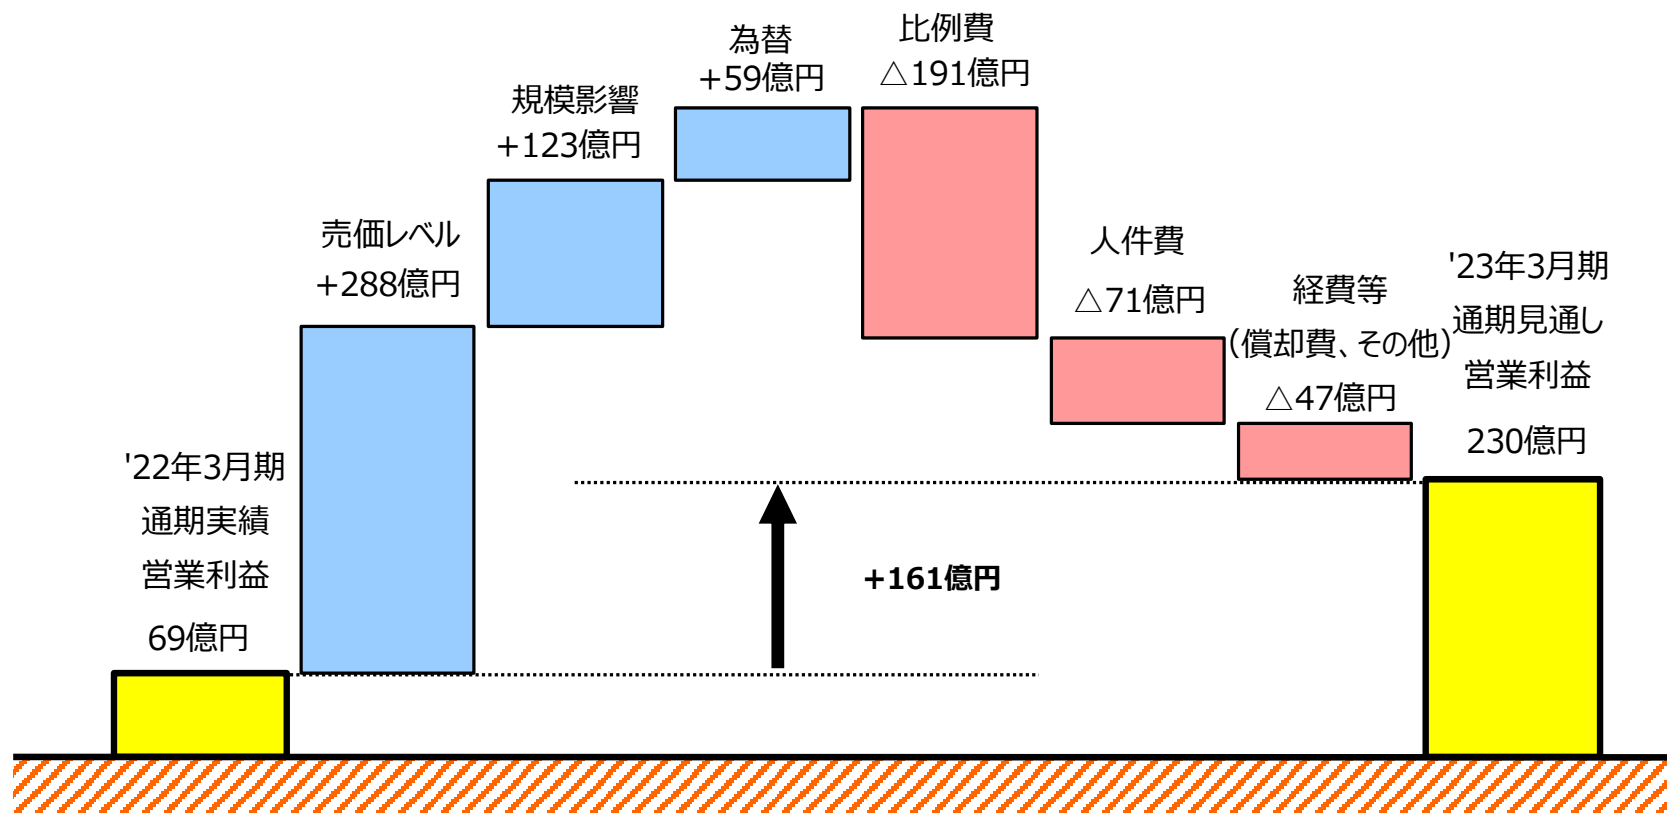 '22年3月期
通期実績
営業利益
69億円
売価レベル
+288億円
規模影響
+123億円
為替
+59億円
比例費
△191億円
人件費
△71億円
経費等
（償却費、その他）
△47億円
'23年3月期
通期見通し
営業利益
230億円
+161億円